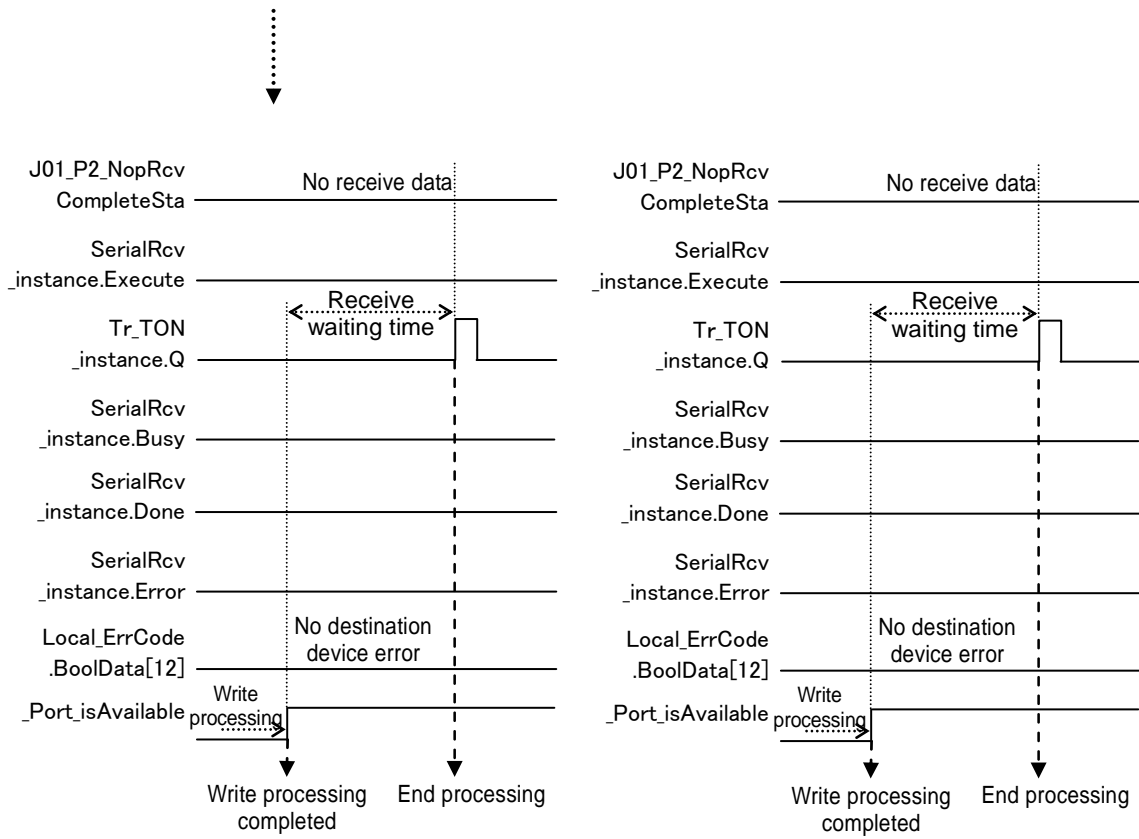 J01_P2_NopRcv
CompleteSta
No receive data
SerialRcv
_instance.Execute
Receive
waiting time
Tr_TON
_instance.Q
SerialRcv
_instance.Busy
SerialRcv
_instance.Done
SerialRcv
_instance.Error
Local_ErrCode
.BoolData[12]
No destination
device error
_Port_isAvailable
Write
processing
Write processing
completed
End processing
J01_P2_NopRcv
CompleteSta
No receive data
SerialRcv
_instance.Execute
Receive
waiting time
Tr_TON
_instance.Q
SerialRcv
_instance.Busy
SerialRcv
_instance.Done
SerialRcv
_instance.Error
Local_ErrCode
.BoolData[12]
No destination
device error
_Port_isAvailable
Write
processing
Write processing
completed
End processing